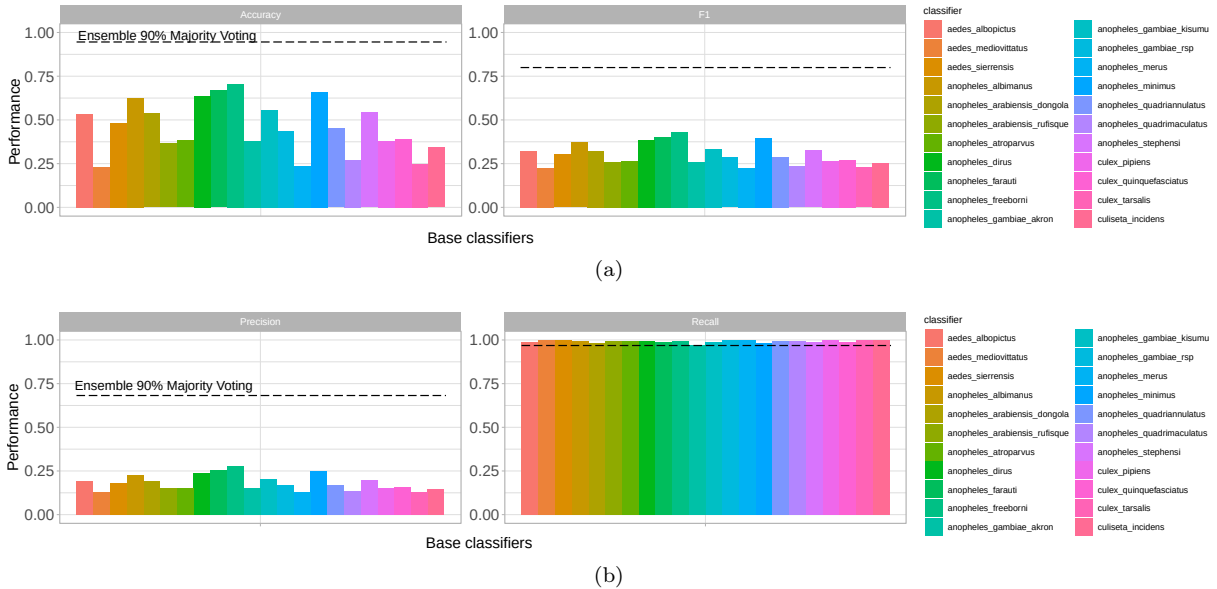 Accuracy
F1
Performance
1.00
0.75
0.50
0.25
0.00
Ensemble 90% Majority Voting
1.00
0.75
0.50
0.25
0.00
Base classifiers
classifier
aedes_albopictus
aedes_mediovittatus
aedes_sierrensis
anopheles_albimanus
anopheles_arabiensis_dongola
anopheles_arabiensis_rufisque
anopheles_atroparvus
anopheles_dirus
anopheles_farauti
anopheles_freeborni
anopheles_gambiae_akron
anopheles_gambiae_kisumu
anopheles_gambiae_rsp
anopheles_merus
anopheles_minimus
anopheles_quadriannulatus
anopheles_quadrimaculatus
anopheles_stephensi
culex_pipiens
culex_quinquefasciatus
culex_tarsalis
culiseta_incidens
(a)
Precision
Recall
Performance
1.00
0.75
0.50
0.25
0.00
Ensemble 90% Majority Voting
1.00
0.75
0.50
0.25
0.00
Base classifiers
classifier
aedes_albopictus
aedes_mediovittatus
aedes_sierrensis
anopheles_albimanus
anopheles_arabiensis_dongola
anopheles_arabiensis_rufisque
anopheles_atroparvus
anopheles_dirus
anopheles_farauti
anopheles_freeborni
anopheles_gambiae_akron
anopheles_gambiae_kisumu
anopheles_gambiae_rsp
anopheles_merus
anopheles_minimus
anopheles_quadriannulatus
anopheles_quadrimaculatus
anopheles_stephensi
culex_pipiens
culex_quinquefasciatus
culex_tarsalis
culiseta_incidens
(b)